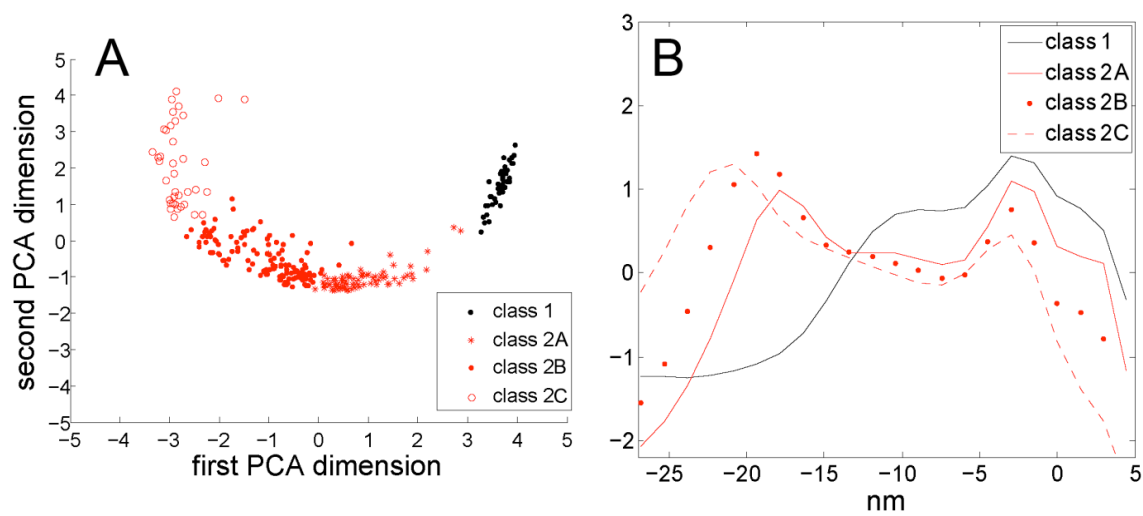 A
second PCA dimension
5
4
3
2
1
0
−1
−2
−3
−4
−5
−5 −4 −3 −2 −1 0 1 2 3 4 5
first PCA dimension
class 1
class 2A
class 2B
class 2C
B
3
2
1
0
−1
−2
−25 −20 −15 −10 −5 0 5
nm
class 1
class 2A
class 2B
class 2C